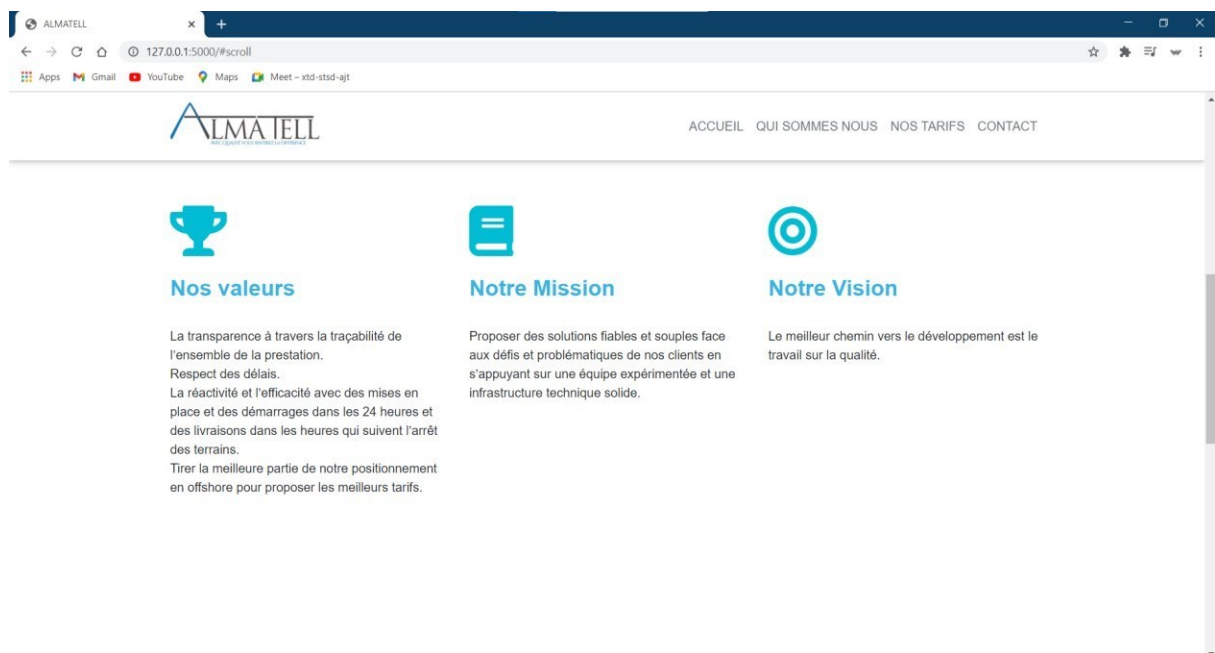 ALMATELL
127.0.0.1:5000/#scroll
Apps
Gmail
YouTube
Maps
Meet – xtd-stsd-ajt
ALMATELL
AVEC QUALITÉ VOUS SENTIREZ LA DIFFÉRENCE
ACCUEIL QUI SOMMES NOUS NOS TARIFS CONTACT
Nos valeurs
La transparence à travers la traçabilité de
l'ensemble de la prestation.
Respect des délais.
La réactivité et l'efficacité avec des mises en
place et des démarrages dans les 24 heures et
des livraisons dans les heures qui suivent l'arrêt
des terrains.
Tirer la meilleure partie de notre positionnement
en offshore pour proposer les meilleurs tarifs.
Notre Mission
Proposer des solutions fiables et souples face
aux défis et problématiques de nos clients en
s'appuyant sur une équipe expérimentée et une
infrastructure technique solide.
Notre Vision
Le meilleur chemin vers le développement est le
travail sur la qualité.